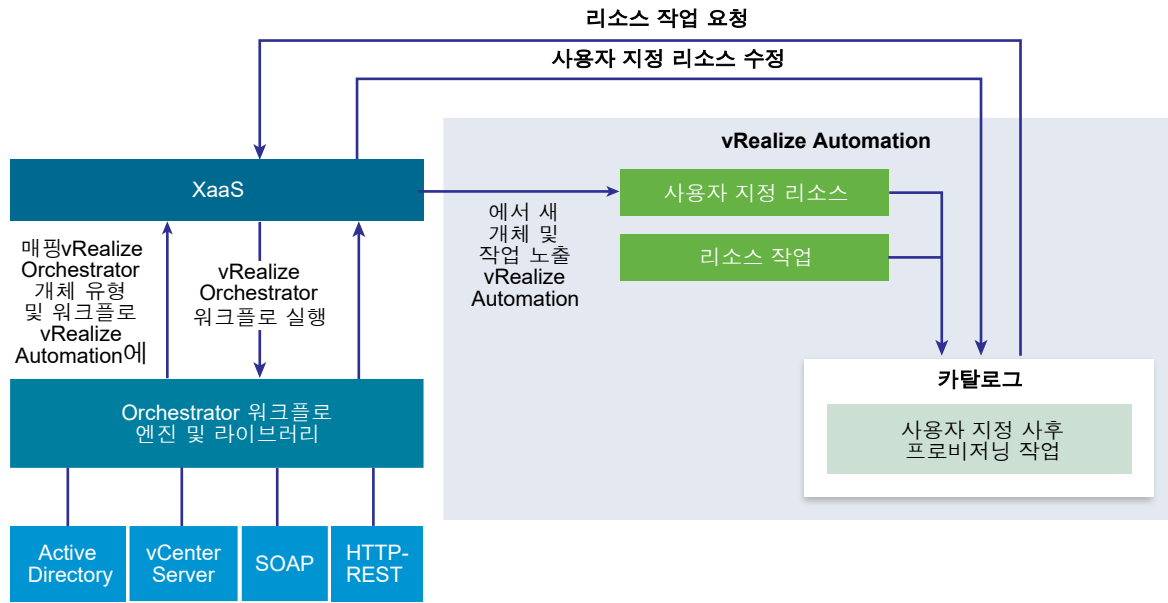 리소스 작업 요청
사용자 지정 리소스 수정
vRealize Automation
XaaS
사용자 지정 리소스
리소스 작업
에서 새
개체 및
작업 노출
vRealize
Automation
매핑vRealize
Orchestrator
개체 유형
및 워크플로
vRealize
Automation에
vRealize
Orchestrator
워크플로 실행
카탈로그
사용자 지정 사후
프로비저닝 작업
Orchestrator 워크플로
엔진 및 라이브러리
Active
Directory
vCenter
Server
SOAP
HTTP-
REST